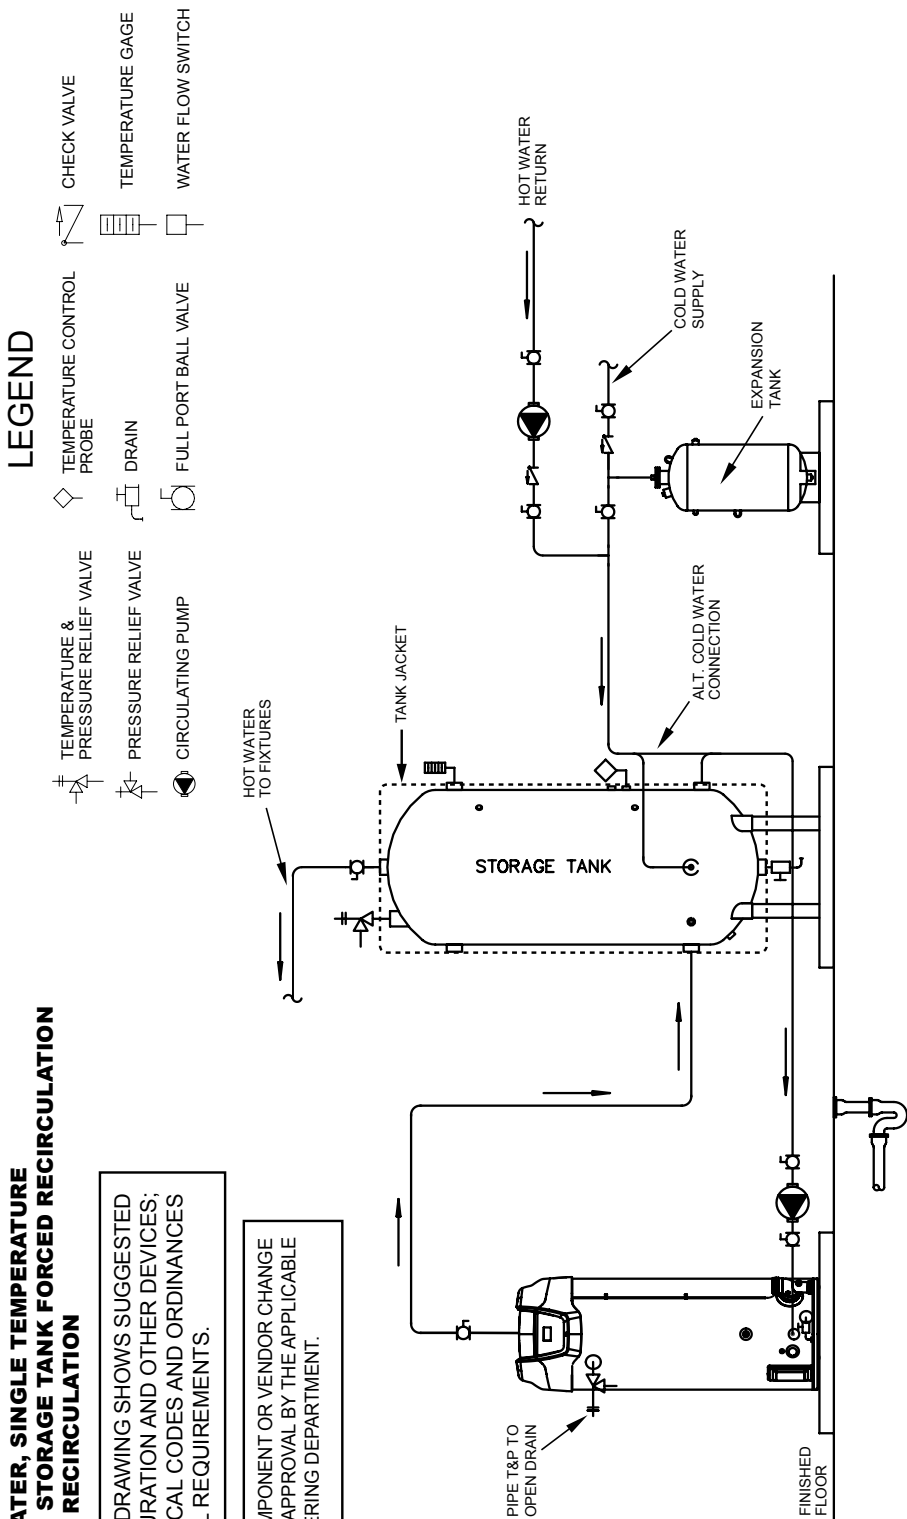 ATER, SINGLE TEMPERATURE
STORAGE TANK FORCED RECIRCULATION
RECIRCULATION
DRAWING SHOWS SUGGESTED
URATION AND OTHER DEVICES;
CAL CODES AND ORDINANCES
L REQUIREMENTS.
MPONENT OR VENDOR CHANGE
APPROVAL BY THE APPLICABLE
ERING DEPARTMENT.
LEGEND
TEMPERATURE &
PRESSURE RELIEF VALVE
PRESSURE RELIEF VALVE
CIRCULATING PUMP
TEMPERATURE CONTROL
PROBE
DRAIN
FULL PORT BALL VALVE
CHECK VALVE
TEMPERATURE GAGE
WATER FLOW SWITCH
HOT WATER
TO FIXTURES
TANK JACKET
STORAGE TANK
HOT WATER
RETURN
COLD WATER
SUPPLY
EXPANSION
TANK
ALT. COLD WATER
CONNECTION
PIPE T&P TO
OPEN DRAIN
FINISHED
FLOOR